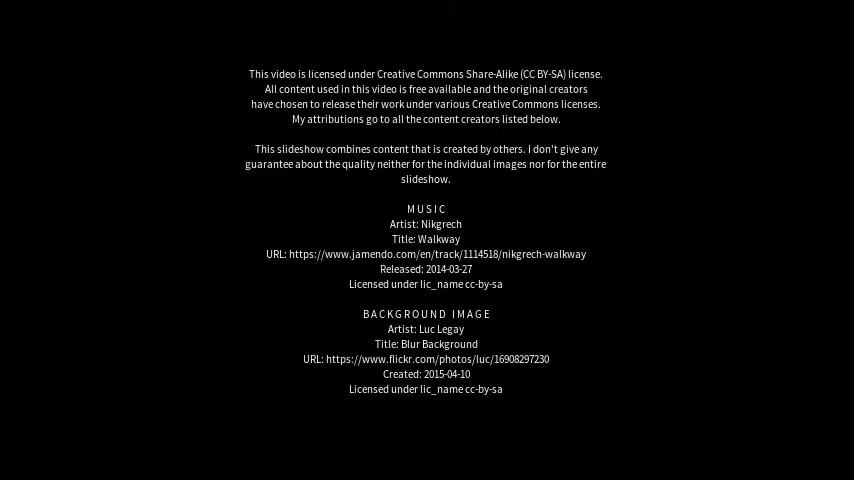 This video is licensed under Creative Commons Share-Alike (CC BY-SA) license.
All content used in this video is free available and the original creators
have chosen to release their work under various Creative Commons licenses.
My attributions go to all the content creators listed below.
This slideshow combines content that is created by others. I don't give any
guarantee about the quality neither for the individual images nor for the entire
slideshow.
MUSIC
Artist: Nikgrech
Title: Walkway
URL: https://www.jamendo.com/en/track/1114518/nikgrech-walkway
Released: 2014-03-27
Licensed under lic_name cc-by-sa
BACKGROUND IMAGE
Artist: Luc Legay
Title: Blur Background
URL: https://www.flickr.com/photos/luc/16908297230
Created: 2015-04-10
Licensed under lic_name cc-by-sa